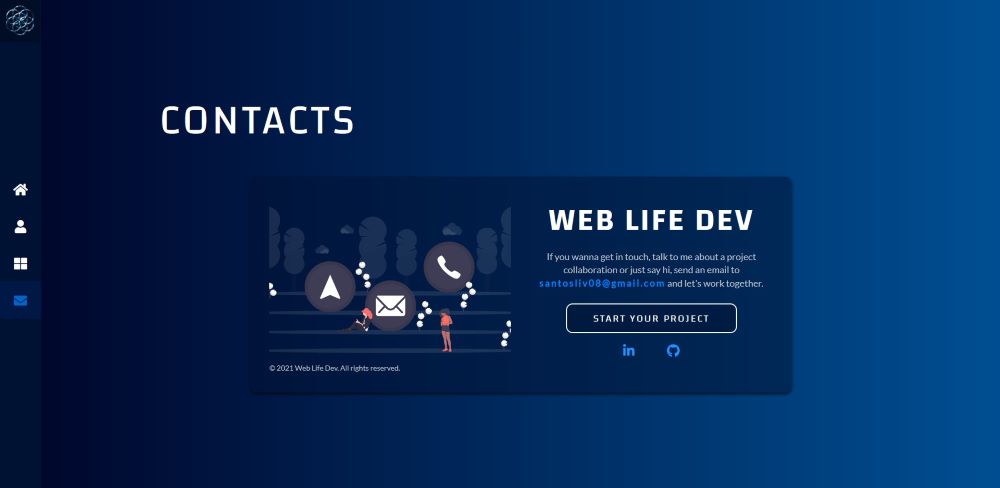 CONTACTS
WEB LIFE DEV
If you wanna get in touch, talk to me about a project
collaboration or just say hi, send an email to
santosliv08@gmail.com and let's work together.
START YOUR PROJECT
© 2021 Web Life Dev. All rights reserved.